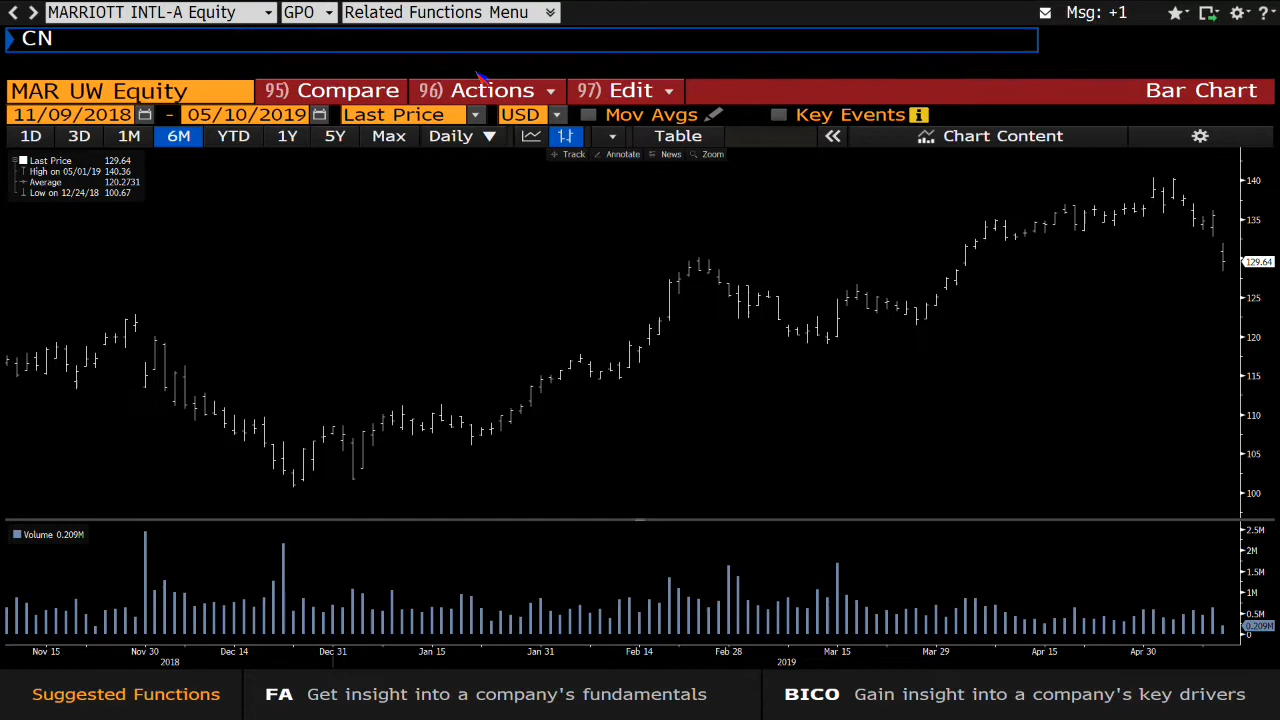 MARRIOTT INTL-A Equity GPO Related Functions Menu Msg: +1 ?
CN
MAR UW Equity 95) Compare 96) Actions 97) Edit Bar Chart
11/09/2018 - 05/10/2019 Last Price USD Mov Avgs Key Events i
1D 3D 1M 6M YTD 1Y 5Y Max Daily Table Chart Content
Track Annotate News Zoom
Last Price 129.64
High on 05/01/19 140.36
Average 120.2731
Low on 12/24/18 100.67
140
135
129.64
125
120
115
110
105
100
Volume 0.209M
2.5M
2M
1.5M
1M
0.5M
0.209M
0
Nov 15 Nov 30 Dec 14 Dec 31 Jan 15 Jan 31 Feb 14 Feb 28 Mar 15 Mar 29 Apr 15 Apr 30
2018 2019
Suggested Functions FA Get insight into a company's fundamentals BICO Gain insight into a company's key drivers